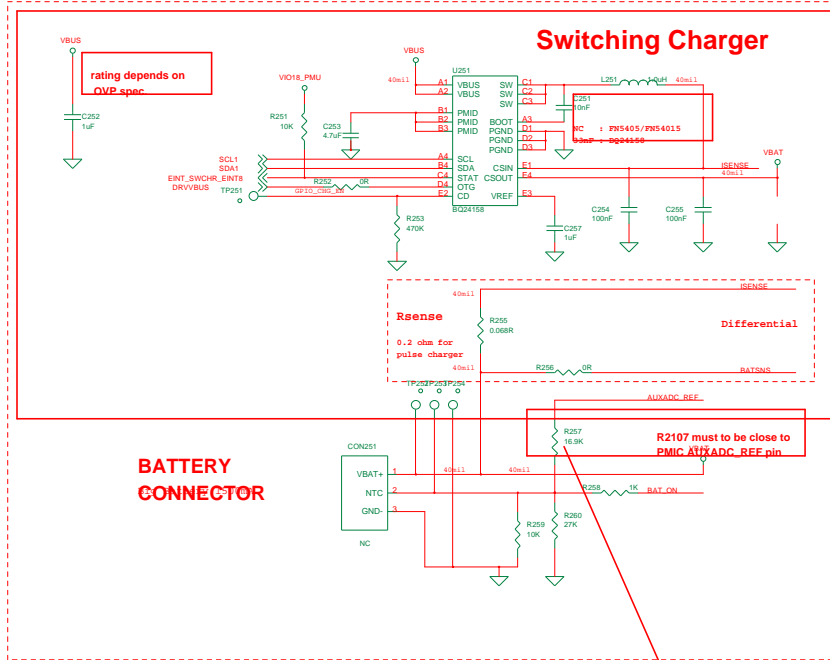 Switching Charger
VBUS
rating depends on
OVP spec
C252
1uF
VIO18_PMU
R251
10K
VBUS
40mil
U251
A1 VBUS
A2 VBUS
B1 PMID
B2 PMID
B3 PMID
A4 SCL
B4 SDA
C4 STAT
D4 OTG
E2 CD
SW C1
SW C2
SW C3
BOOT A3
PGND D1
PGND D2
PGND D3
CSIN E1
CSOUT E4
VREF E3
BQ24158
C253
4.7uF
L251
1.0uH
40mil
C251
10nF
NC : FN5405/FN54015
33nF : BQ24158
ISENSE
40mil
VBAT
SCL1
SDA1
EINT_SWCHR_EINT8
DRVVBUS
TP251
R252
0R
GPIO_CHG_EN
R253
470K
C257
1uF
C254
100nF
C255
100nF
40mil
ISENSE
Rsense
R255
0.068R
Differential
0.2 ohm for
pulse charger
40mil
R256
0R
BATSNS
TP252
TP253
TP254
AUXADC_REF
R257
16.9K
R2107 must to be close to
PMIC AUXADC_REF pin
VBAT
BATTERY
CONNECTOR
CON251
VBAT+ 1
NTC 2
GND- 3
NC
40mil
40mil
R258
1K
BAT_ON
R259
10K
R260
27K